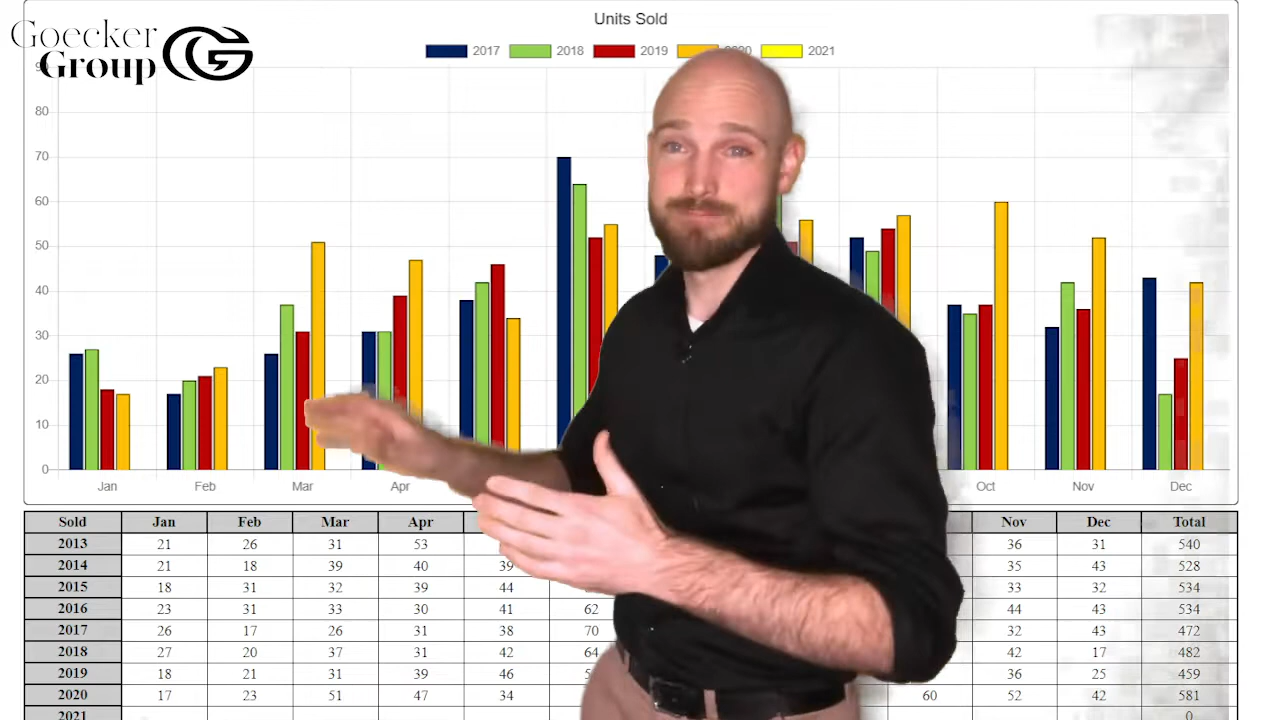 Goecker
Group
Units Sold
2017 2018 2019 2021
80
70
60
50
40
30
20
10
0
Jan Feb Mar Apr Oct Nov Dec
Sold Jan Feb Mar Apr Nov Dec Total
2013 21 26 31 53 36 31 540
2014 21 18 39 40 39 35 43 528
2015 18 31 32 39 44 33 32 534
2016 23 31 33 30 41 62 44 43 534
2017 26 17 26 31 38 70 32 43 472
2018 27 20 37 31 42 64 42 17 482
2019 18 21 31 39 46 36 25 459
2020 17 23 51 47 34 60 52 42 581
2021 0